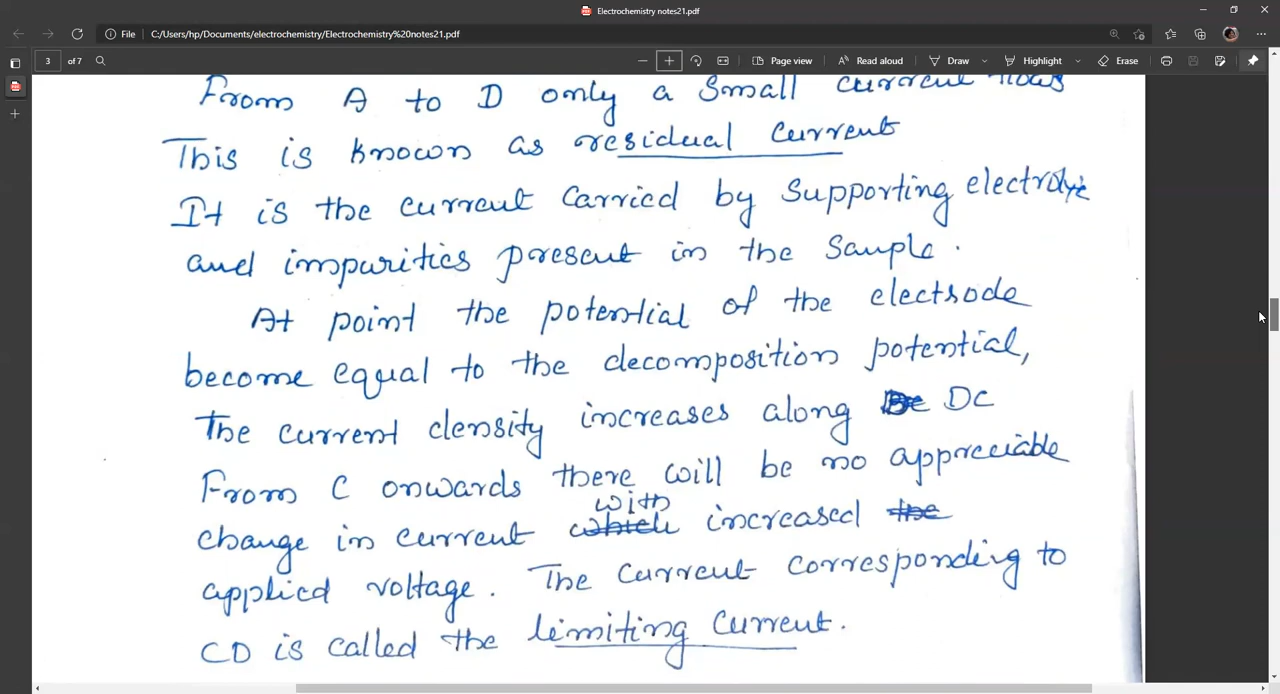 Electrochemistry notes21.pdf
File C:/Users/hp/Documents/electrochemistry/Electrochemistry%20notes21.pdf
3 of 7 Page view Read aloud Draw Highlight Erase
From A to D only a small current flows
This is known as residual current
It is the current carried by supporting electrolyte
and impurities present in the sample.
At point the potential of the electrode
become equal to the decomposition potential,
The current density increases along DC
From C onwards there will be no appreciable
change in current with increased
applied voltage. The current corresponding to
CD is called the limiting current.